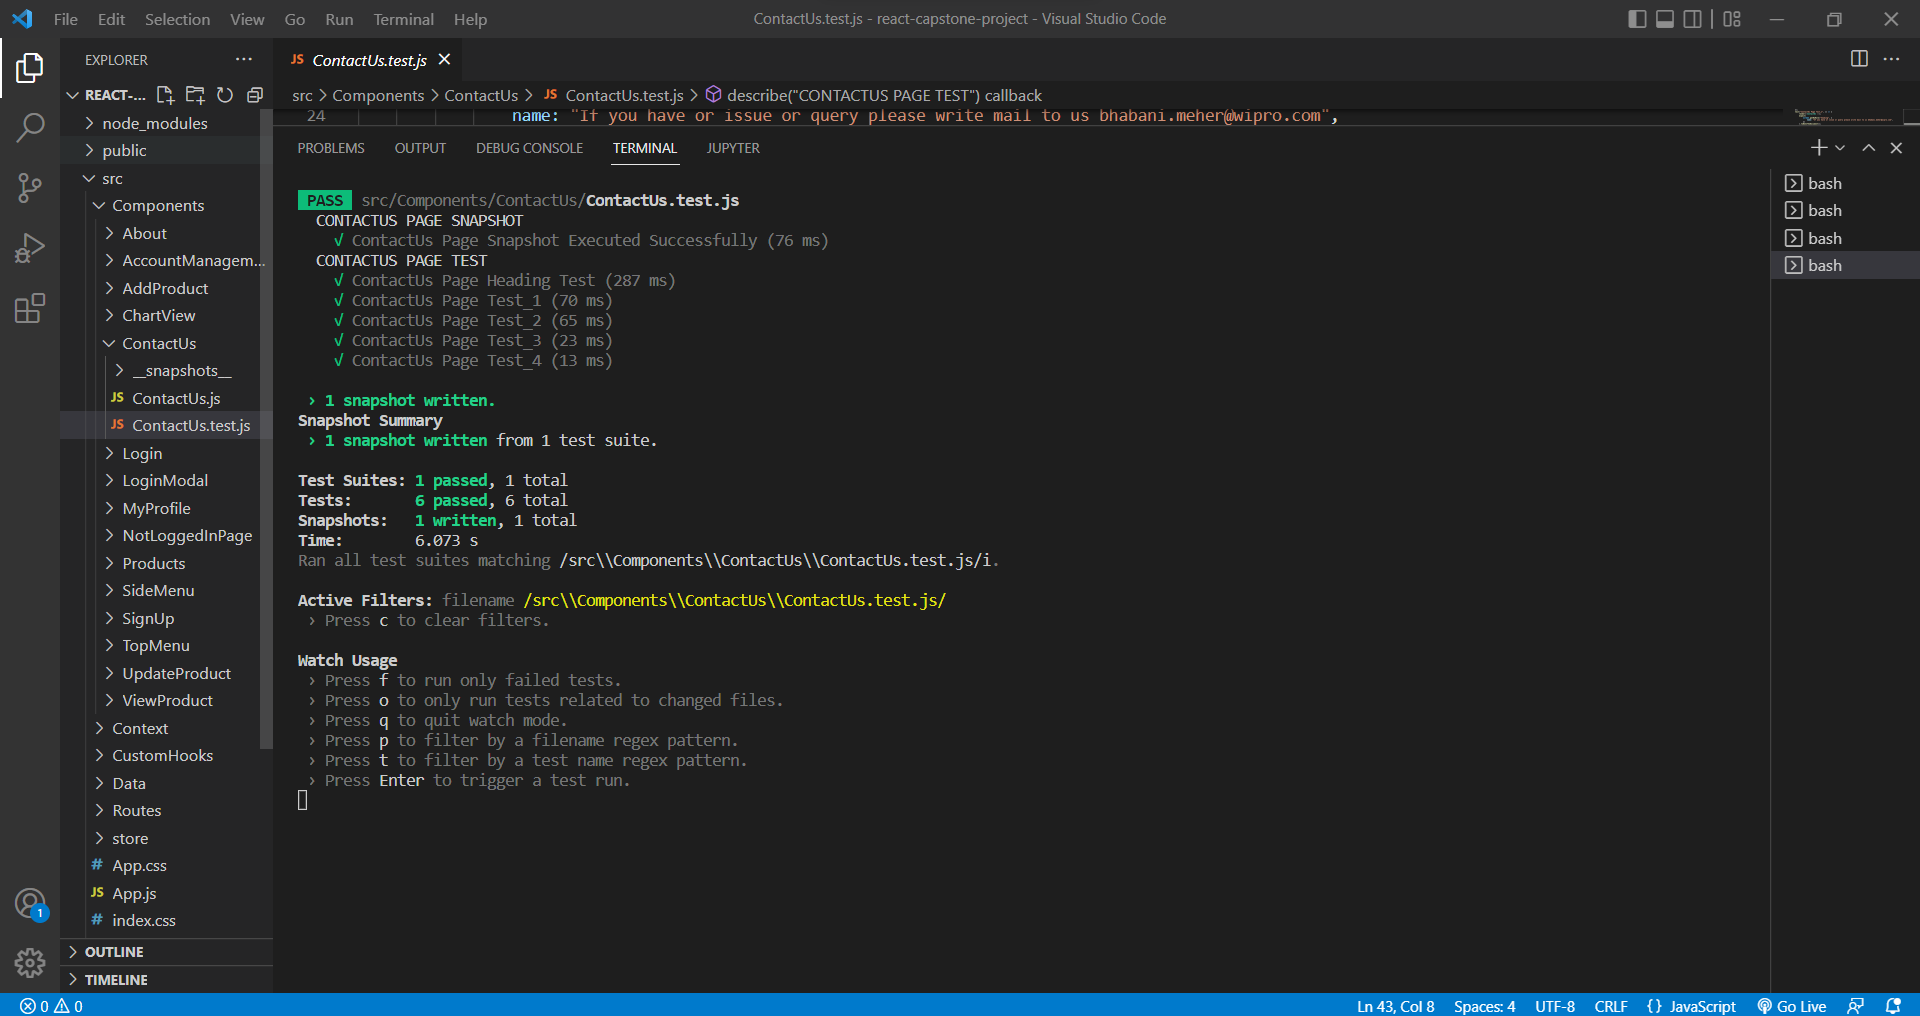 File Edit Selection View Go Run Terminal Help
ContactUs.test.js - react-capstone-project - Visual Studio Code
EXPLORER
REACT-...
node_modules
public
src
Components
About
AccountManagem...
AddProduct
ChartView
ContactUs
__snapshots__
JS ContactUs.js
JS ContactUs.test.js
Login
LoginModal
MyProfile
NotLoggedInPage
Products
SideMenu
SignUp
TopMenu
UpdateProduct
ViewProduct
Context
CustomHooks
Data
Routes
store
# App.css
JS App.js
# index.css
OUTLINE
TIMELINE
1
JS ContactUs.test.js
src > Components > ContactUs > JS ContactUs.test.js > describe("CONTACTUS PAGE TEST") callback
24 name: "If you have or issue or query please write mail to us bhabani.meher@wipro.com",
PROBLEMS OUTPUT DEBUG CONSOLE TERMINAL JUPYTER
PASS src/Components/ContactUs/ContactUs.test.js
CONTACTUS PAGE SNAPSHOT
√ ContactUs Page Snapshot Executed Successfully (76 ms)
CONTACTUS PAGE TEST
√ ContactUs Page Heading Test (287 ms)
√ ContactUs Page Test_1 (70 ms)
√ ContactUs Page Test_2 (65 ms)
√ ContactUs Page Test_3 (23 ms)
√ ContactUs Page Test_4 (13 ms)
› 1 snapshot written.
Snapshot Summary
› 1 snapshot written from 1 test suite.
Test Suites: 1 passed, 1 total
Tests: 6 passed, 6 total
Snapshots: 1 written, 1 total
Time: 6.073 s
Ran all test suites matching /src\\Components\\ContactUs\\ContactUs.test.js/i.
Active Filters: filename /src\\Components\\ContactUs\\ContactUs.test.js/
› Press c to clear filters.
Watch Usage
› Press f to run only failed tests.
› Press o to only run tests related to changed files.
› Press q to quit watch mode.
› Press p to filter by a filename regex pattern.
› Press t to filter by a test name regex pattern.
› Press Enter to trigger a test run.
bash
bash
bash
bash
0 0
Ln 43, Col 8 Spaces: 4 UTF-8 CRLF {} JavaScript Go Live